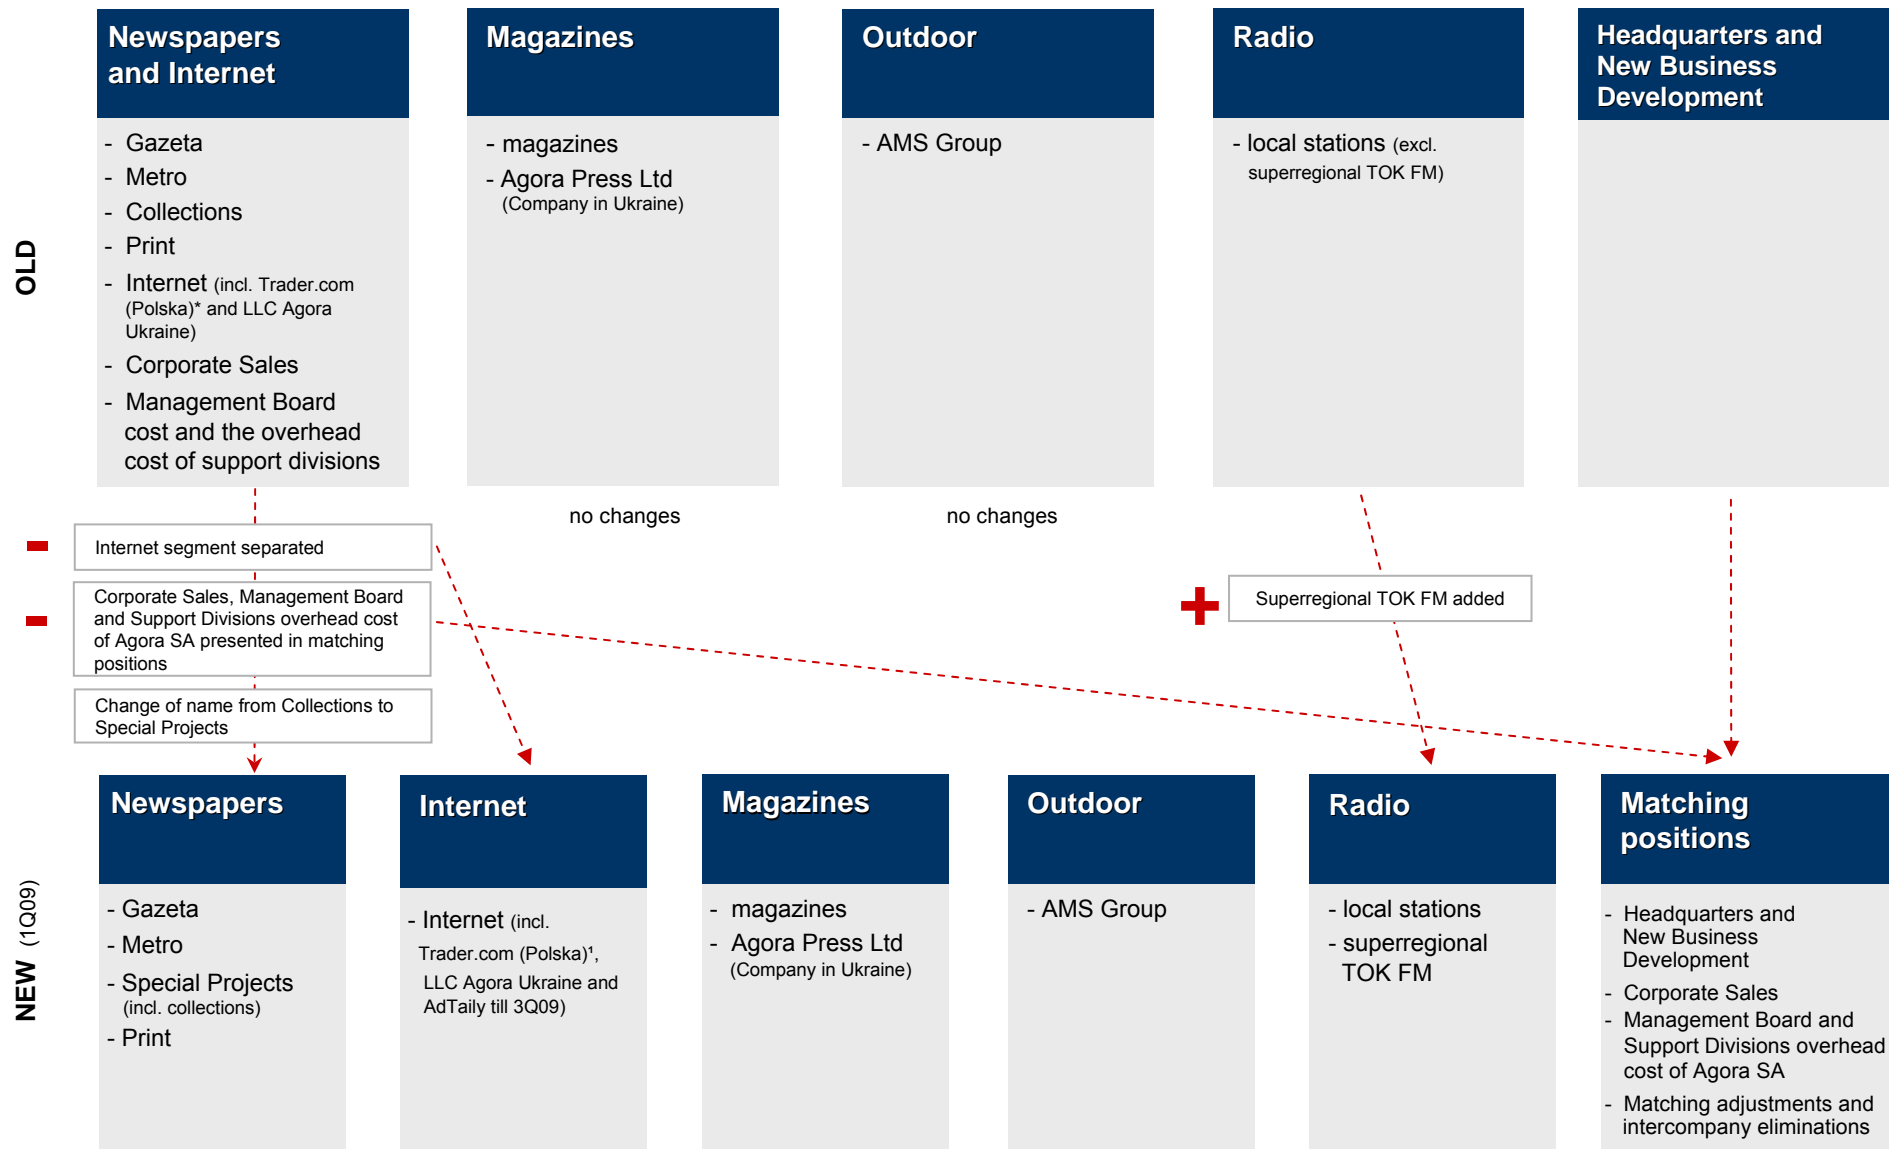 OLD
Newspapers
and Internet
- Gazeta
- Metro
- Collections
- Print
- Internet (incl. Trader.com
(Polska)* and LLC Agora
Ukraine)
- Corporate Sales
- Management Board
cost and the overhead
cost of support divisions
Magazines
- magazines
- Agora Press Ltd
(Company in Ukraine)
Outdoor
- AMS Group
Radio
- local stations (excl.
superregional TOK FM)
Headquarters and
New Business
Development
no changes
no changes
Internet segment separated
Corporate Sales, Management Board
and Support Divisions overhead cost
of Agora SA presented in matching
positions
Change of name from Collections to
Special Projects
+
Superregional TOK FM added
NEW (1Q09)
Newspapers
- Gazeta
- Metro
- Special Projects
(incl. collections)
- Print
Internet
- Internet (incl.
Trader.com (Polska)¹,
LLC Agora Ukraine and
AdTaily till 3Q09)
Magazines
- magazines
- Agora Press Ltd
(Company in Ukraine)
Outdoor
- AMS Group
Radio
- local stations
- superregional
TOK FM
Matching
positions
- Headquarters and
New Business
Development
- Corporate Sales
- Management Board and
Support Divisions overhead
cost of Agora SA
- Matching adjustments and
intercompany eliminations